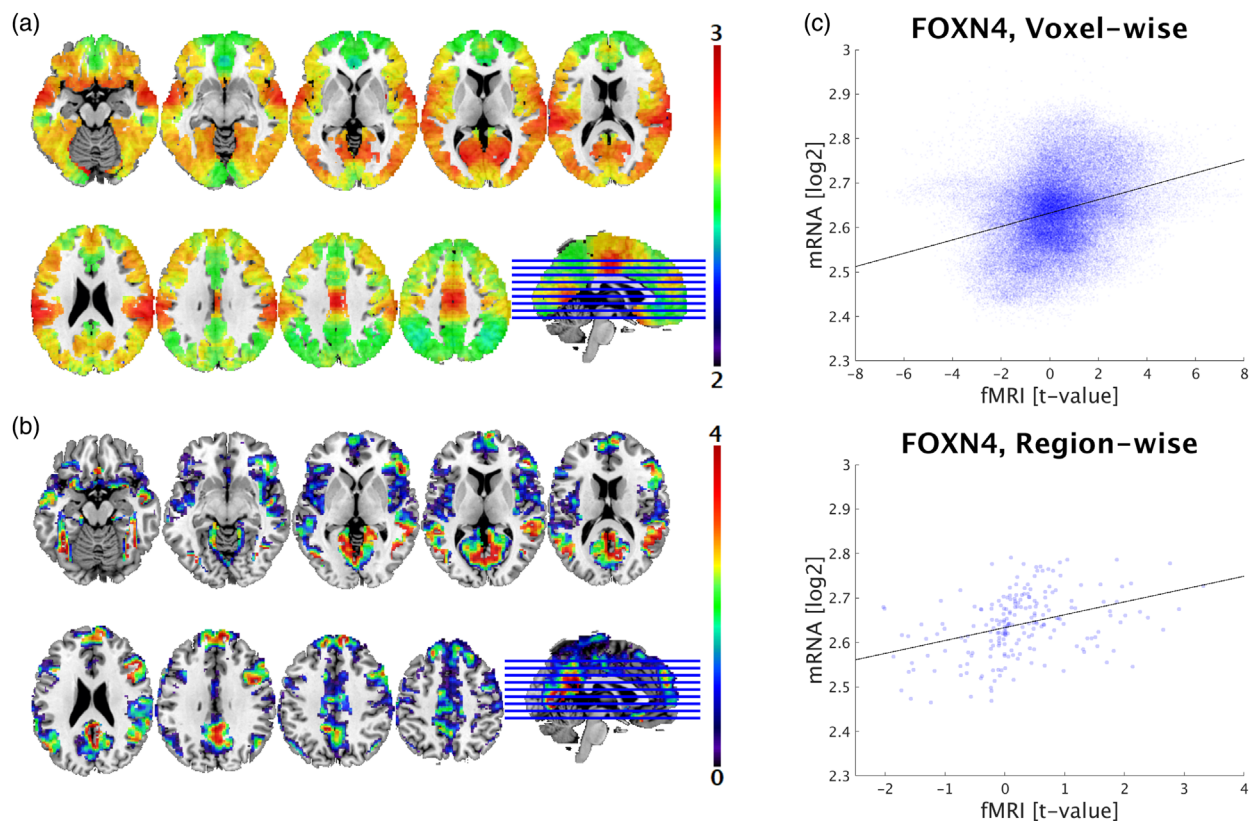 (a)
3
2
(b)
4
0
(c)
FOXN4, Voxel-wise
mRNA [log2]
3
2.9
2.8
2.7
2.6
2.5
2.4
2.3
-8 -6 -4 -2 0 2 4 6 8
fMRI [t-value]
FOXN4, Region-wise
mRNA [log2]
3
2.9
2.8
2.7
2.6
2.5
2.4
2.3
-2 -1 0 1 2 3 4
fMRI [t-value]